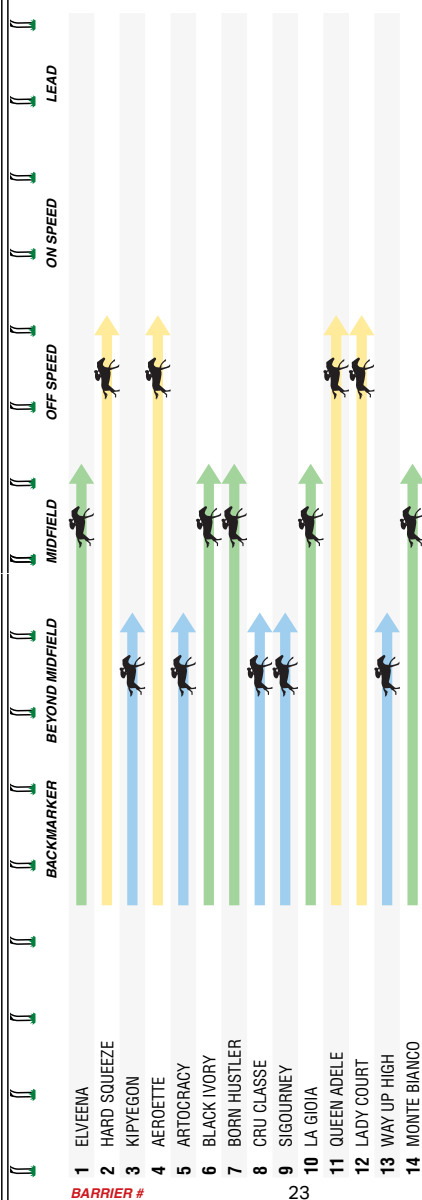 LEAD
ON SPEED
OFF SPEED
MIDFIELD
BEYOND MIDFIELD
BACKMARKER
1 ELVEENA
2 HARD SQUEEZE
3 KIPYEGON
4 AEROETTE
5 ARTOCRACY
6 BLACK IVORY
7 BORN HUSTLER
8 CRU CLASSE
9 SIGOURNEY
10 LA GIOIA
11 QUEEN ADELE
12 LADY COURT
13 WAY UP HIGH
14 MONTE BIANCO
BARRIER #
23